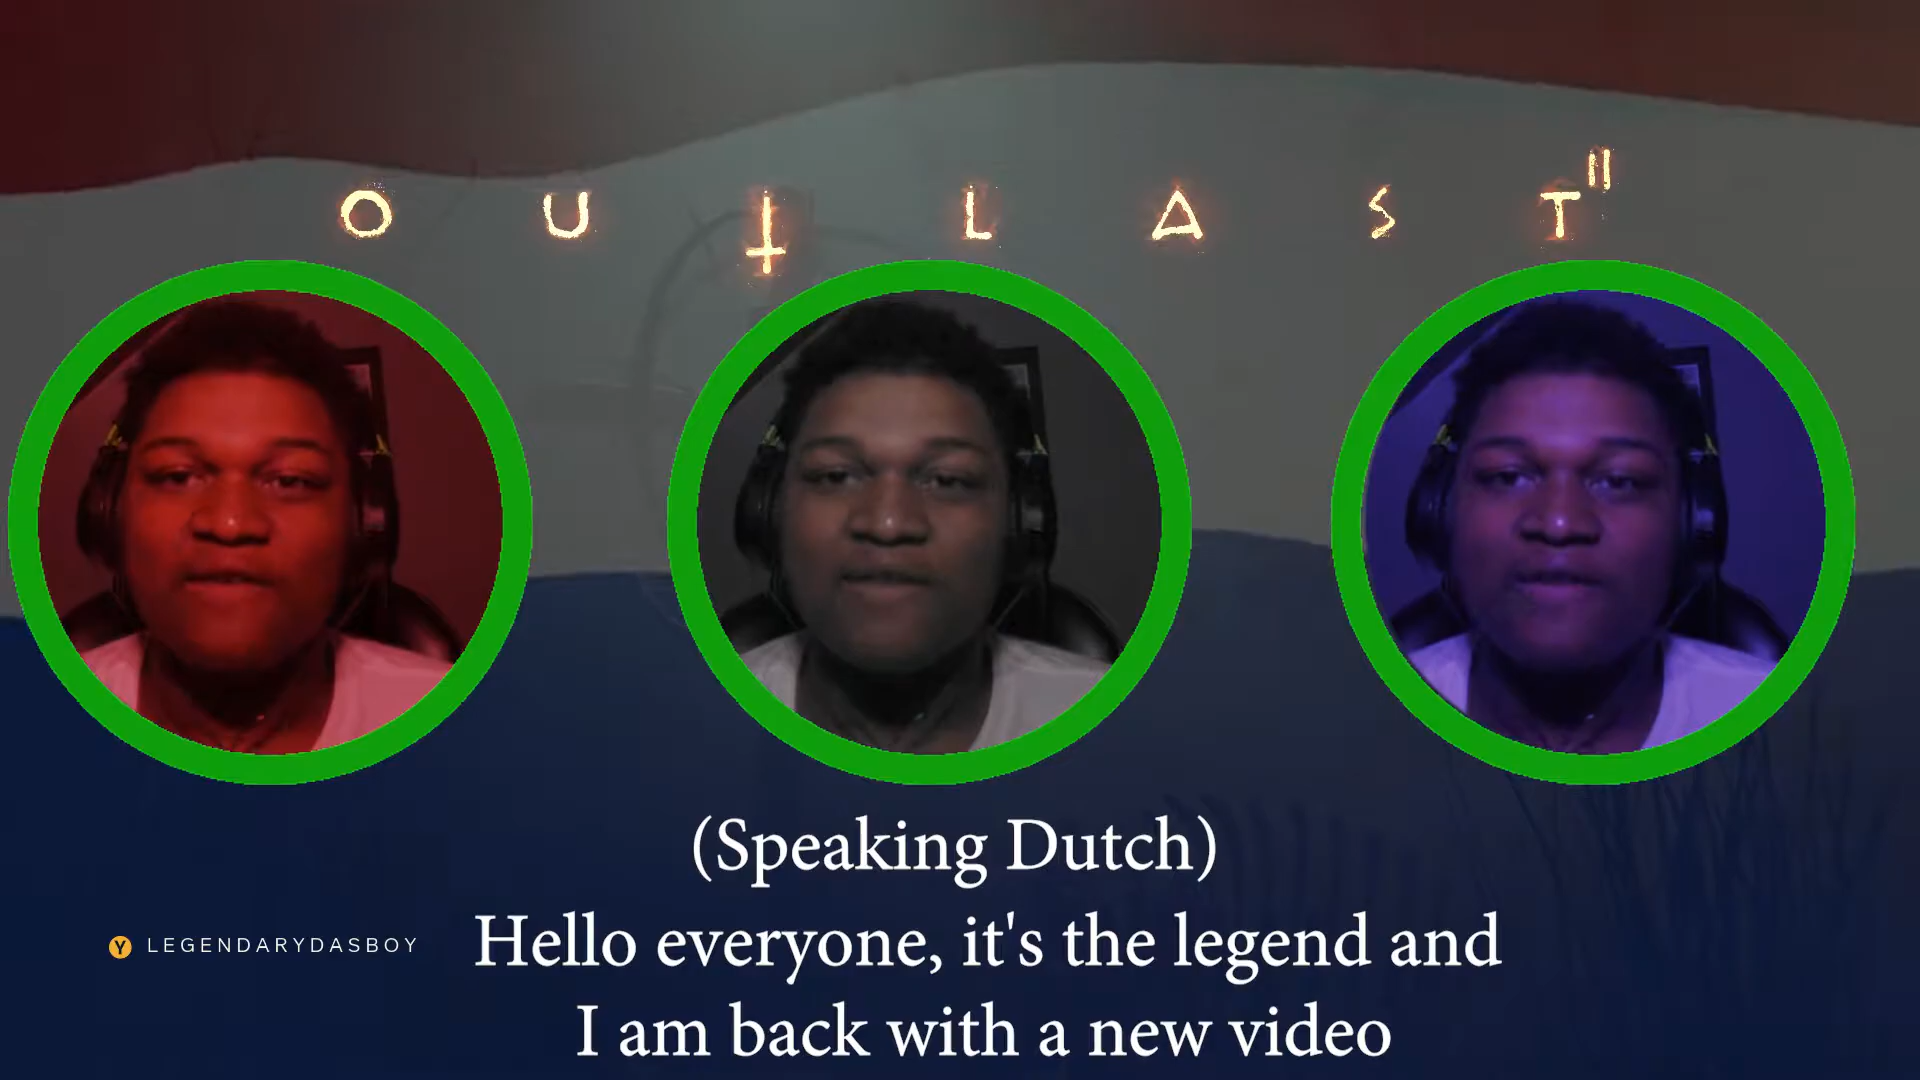 OUTLAST II
(Speaking Dutch)
Y LEGENDARYDASBOY
Hello everyone, it's the legend and
I am back with a new video